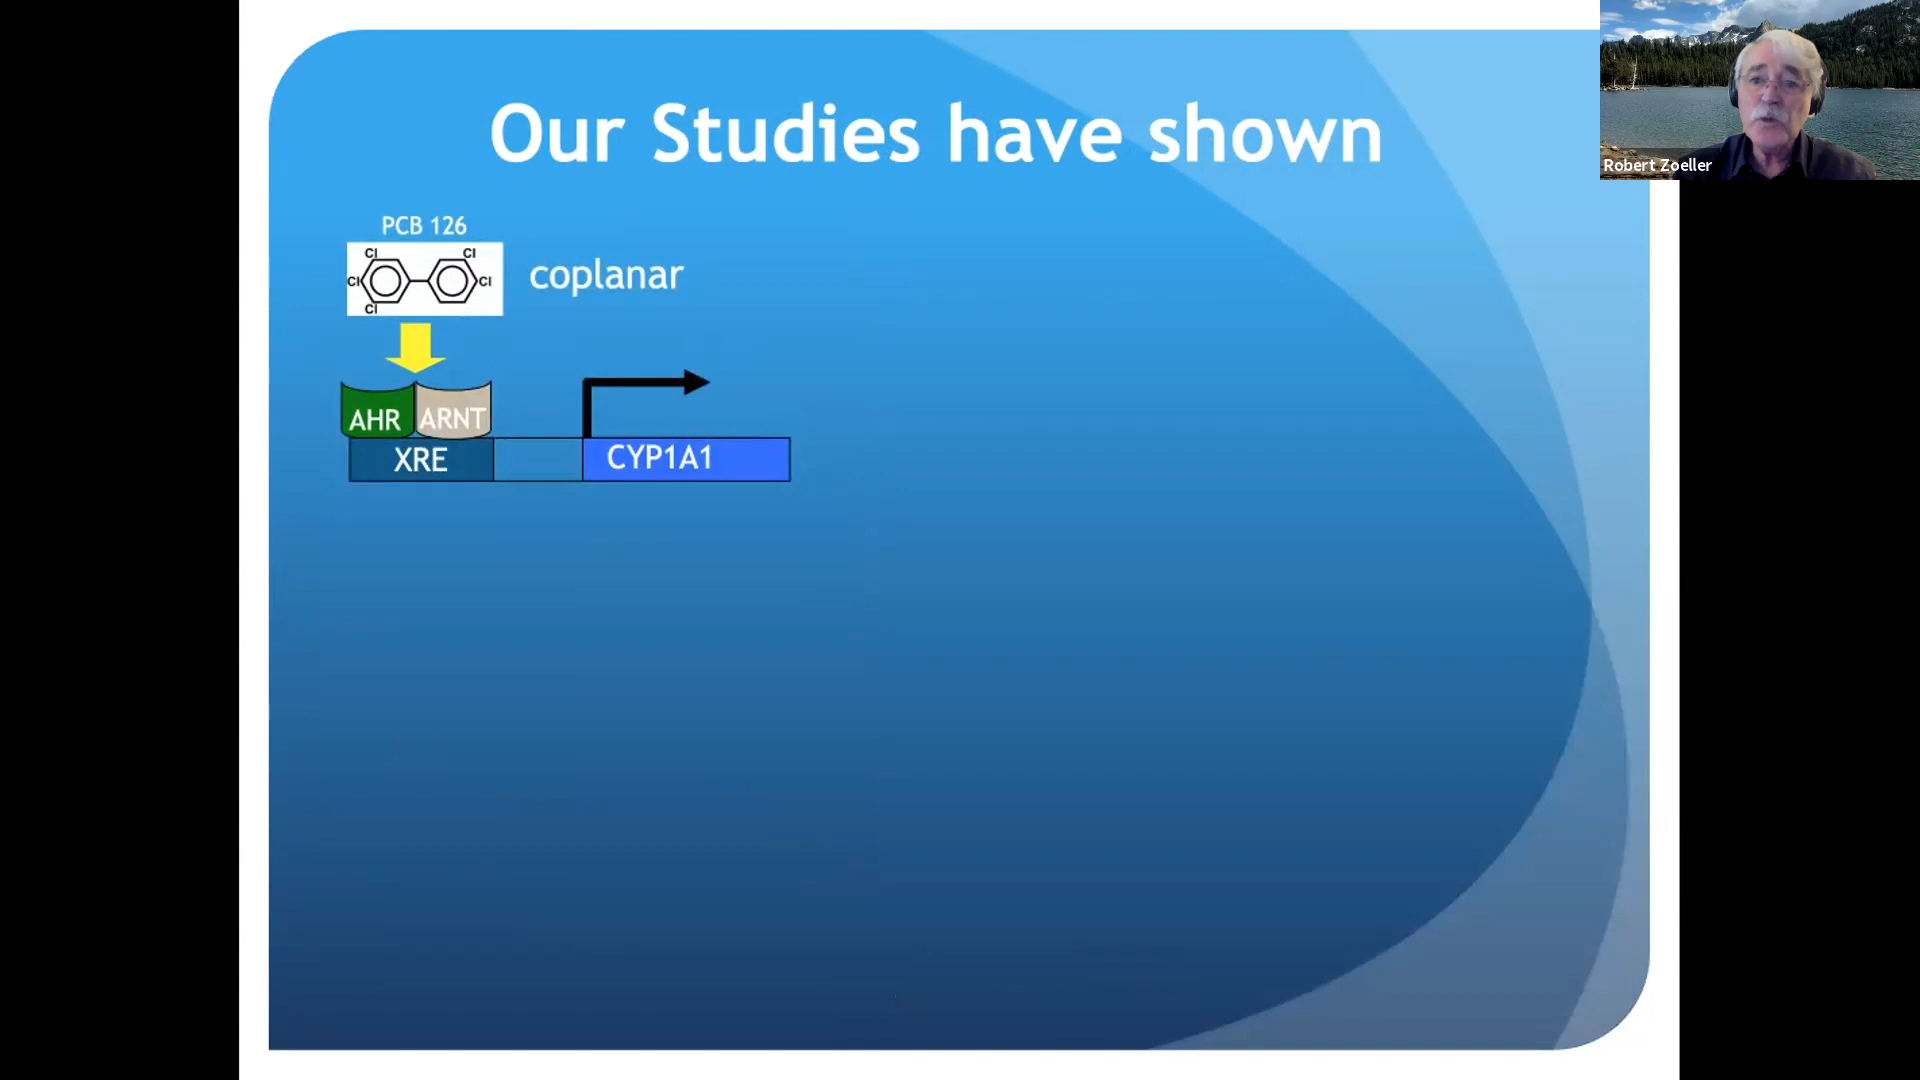 Our Studies have shown
Robert Zoeller
PCB 126
Cl Cl
Cl Cl
Cl
coplanar
AHR ARNT
XRE CYP1A1